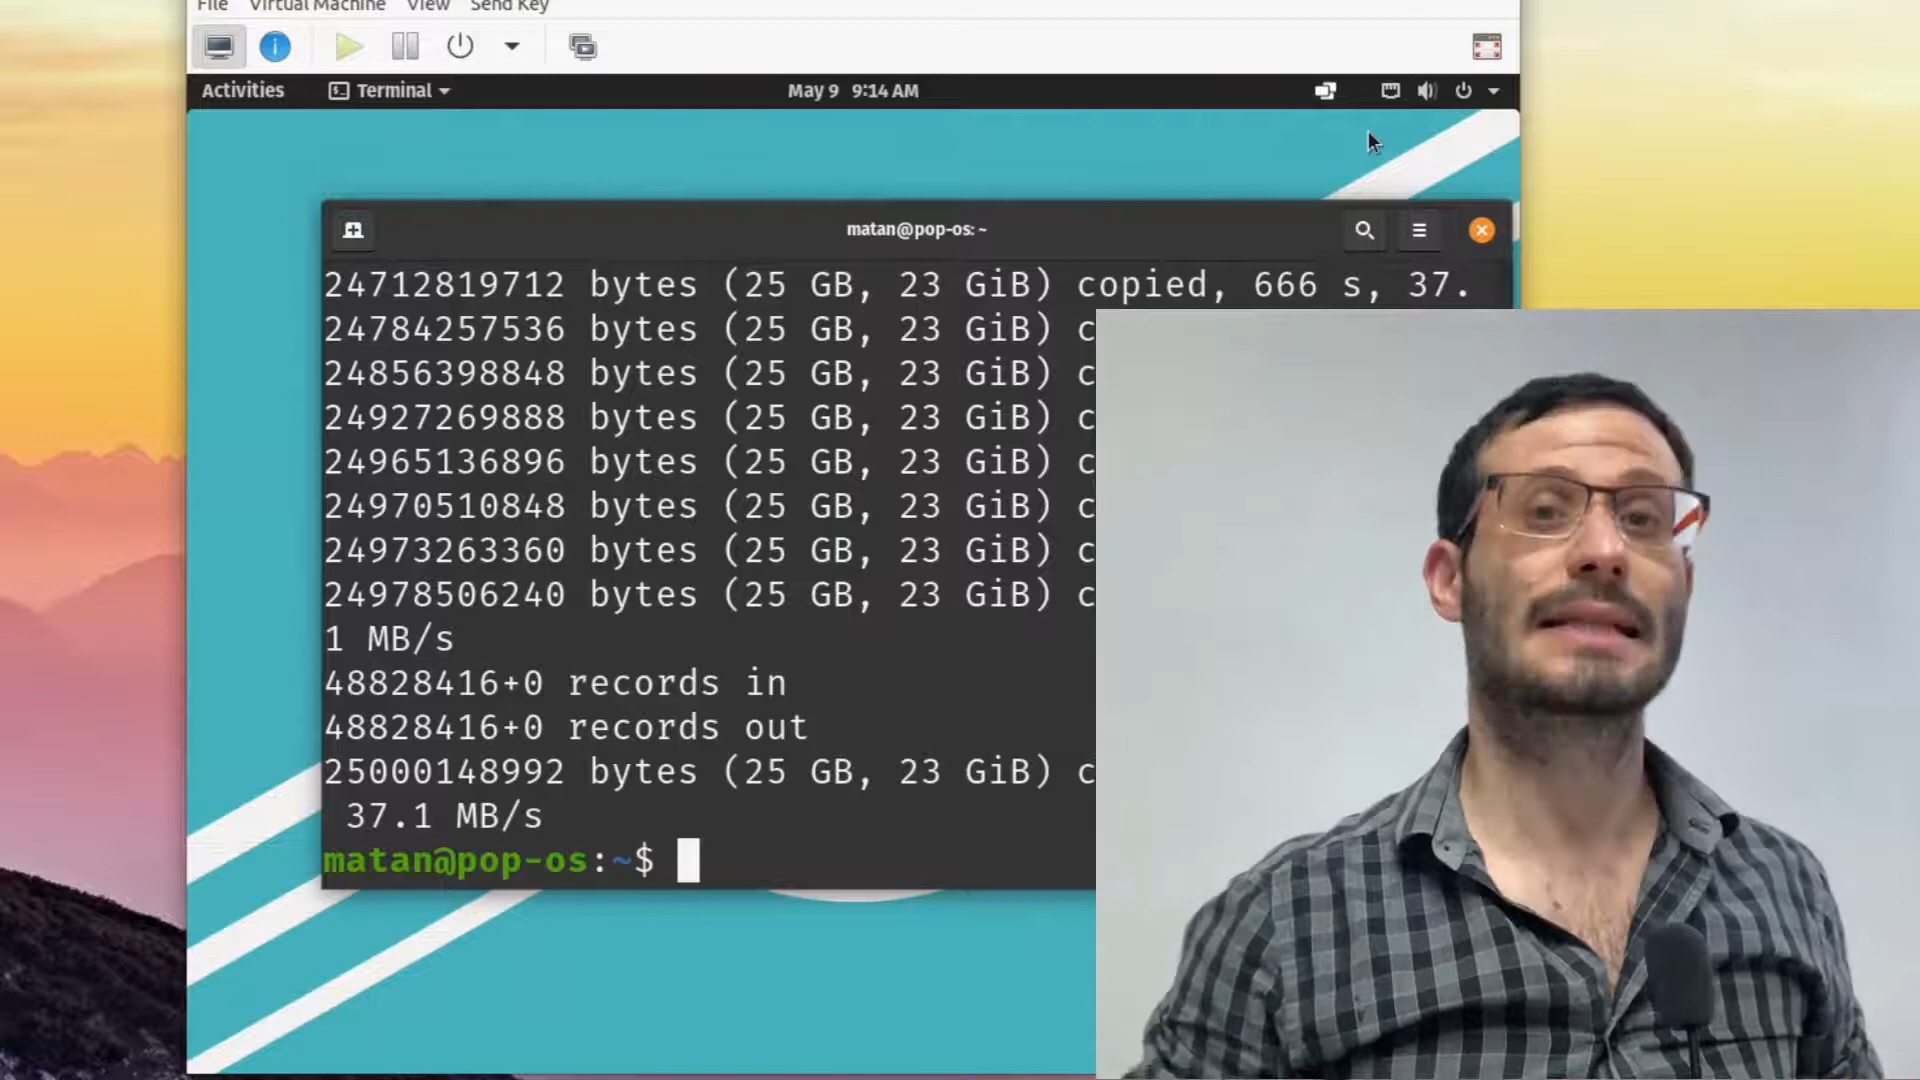 File Virtual Machine View Send Key
Activities Terminal May 9 9:14 AM
matan@pop-os: ~
24712819712 bytes (25 GB, 23 GiB) copied, 666 s, 37.
24784257536 bytes (25 GB, 23 GiB) c
24856398848 bytes (25 GB, 23 GiB) c
24927269888 bytes (25 GB, 23 GiB) c
24965136896 bytes (25 GB, 23 GiB) c
24970510848 bytes (25 GB, 23 GiB) c
24973263360 bytes (25 GB, 23 GiB) c
24978506240 bytes (25 GB, 23 GiB) c
1 MB/s
48828416+0 records in
48828416+0 records out
25000148992 bytes (25 GB, 23 GiB) c
37.1 MB/s
matan@pop-os:~$